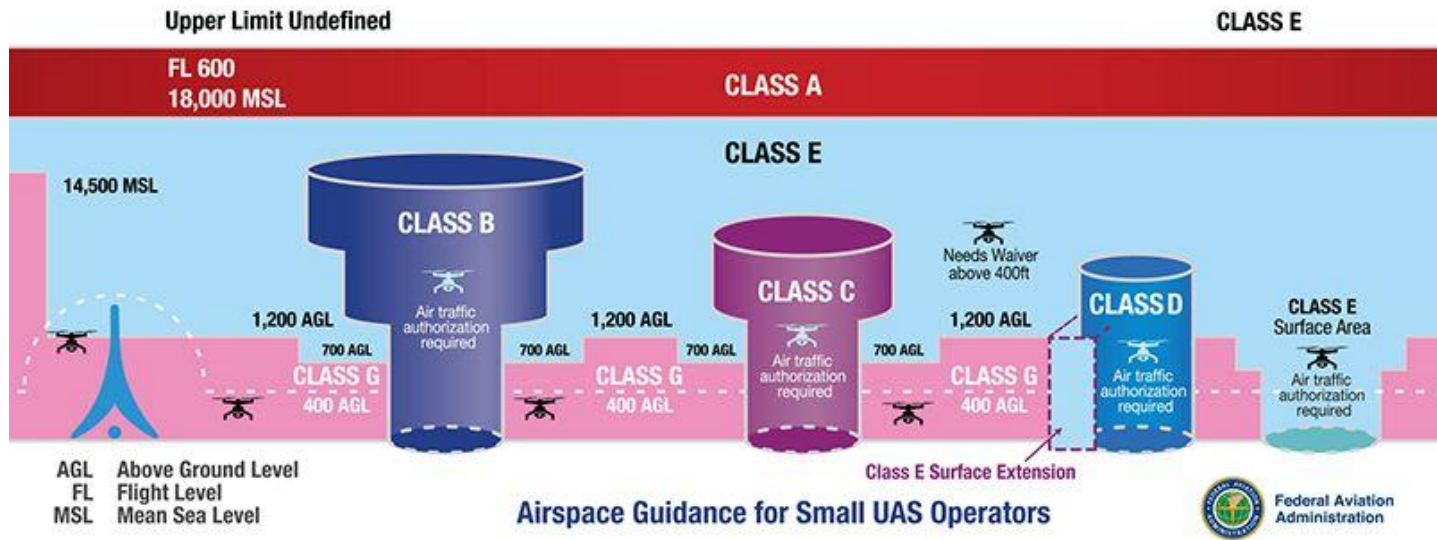 Upper Limit Undefined
CLASS E
FL 600
18,000 MSL
CLASS A
CLASS E
14,500 MSL
CLASS B
Air traffic
authorization
required
CLASS C
Air traffic
authorization
required
Needs Waiver
above 400ft
CLASS D
Air traffic
authorization
required
CLASS E
Surface Area
Air traffic
authorization
required
1,200 AGL
700 AGL
CLASS G
400 AGL
700 AGL
1,200 AGL
CLASS G
400 AGL
700 AGL
700 AGL
1,200 AGL
CLASS G
400 AGL
Class E Surface Extension
AGL Above Ground Level
FL Flight Level
MSL Mean Sea Level
Airspace Guidance for Small UAS Operators
Federal Aviation
Administration